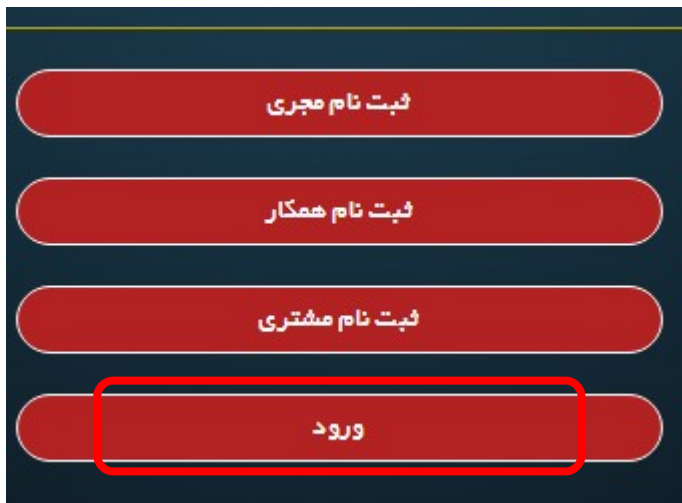 ثبت نام مجری
ثبت نام همکار
ثبت نام مشتری
ورود